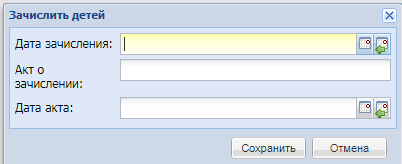 Зачислить детей
Дата зачисления:
Акт о
зачислении:
Дата акта:
Сохранить Отмена